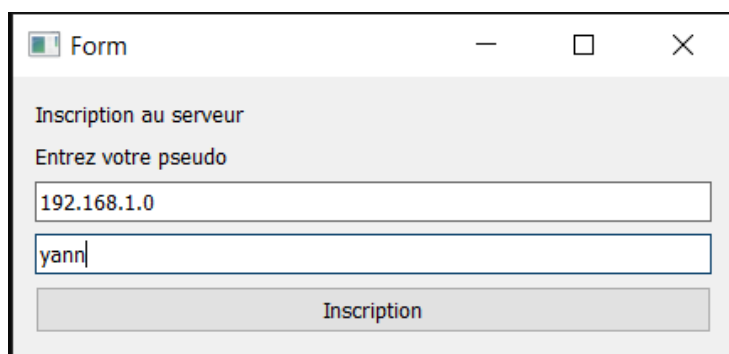 Form
Inscription au serveur
Entrez votre pseudo
192.168.1.0
yann
Inscription